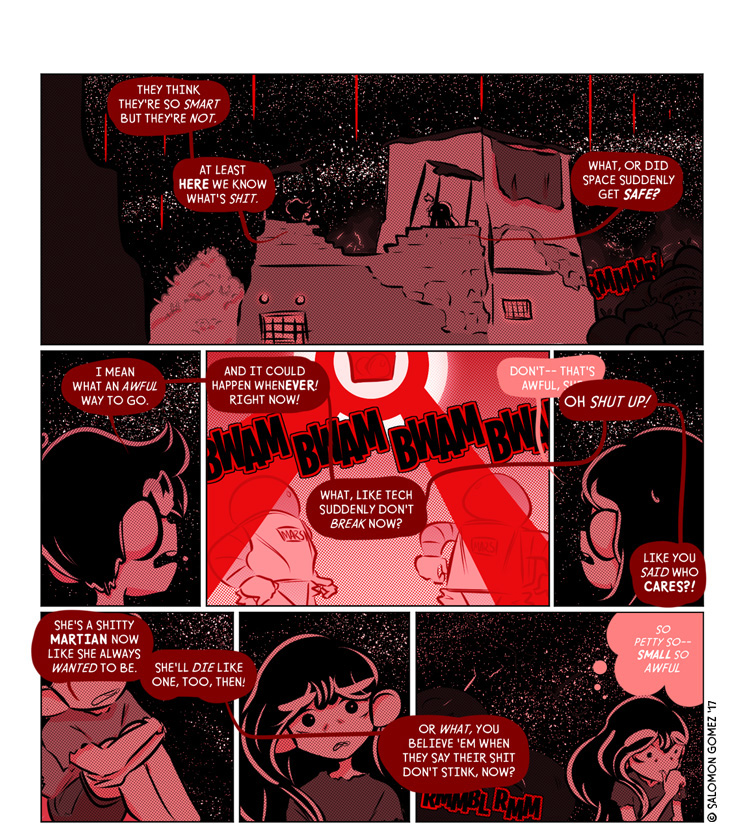 THEY THINK
THEY'RE SO SMART
BUT THEY'RE NOT.
AT LEAST
HERE WE KNOW
WHAT'S SHIT.
WHAT, OR DID
SPACE SUDDENLY
GET SAFE?
RMMMBL
I MEAN
WHAT AN AWFUL
WAY TO GO.
AND IT COULD
HAPPEN WHENEVER!
RIGHT NOW!
DON'T-- THAT'S
AWFUL,
OH SHUT UP!
BWAM BWAM BWAM BW
WHAT, LIKE TECH
SUDDENLY DON'T
BREAK NOW?
MARS
LIKE YOU
SAID WHO
CARES?!
SHE'S A SHITTY
MARTIAN NOW
LIKE SHE ALWAYS
WANTED TO BE.
SHE'LL DIE LIKE
ONE, TOO, THEN!
OR WHAT, YOU
BELIEVE 'EM WHEN
THEY SAY THEIR SHIT
DON'T STINK, NOW?
SO
PETTY SO--
SMALL SO
AWFUL
RMMMBL RMM
© SALOMON GOMEZ '17